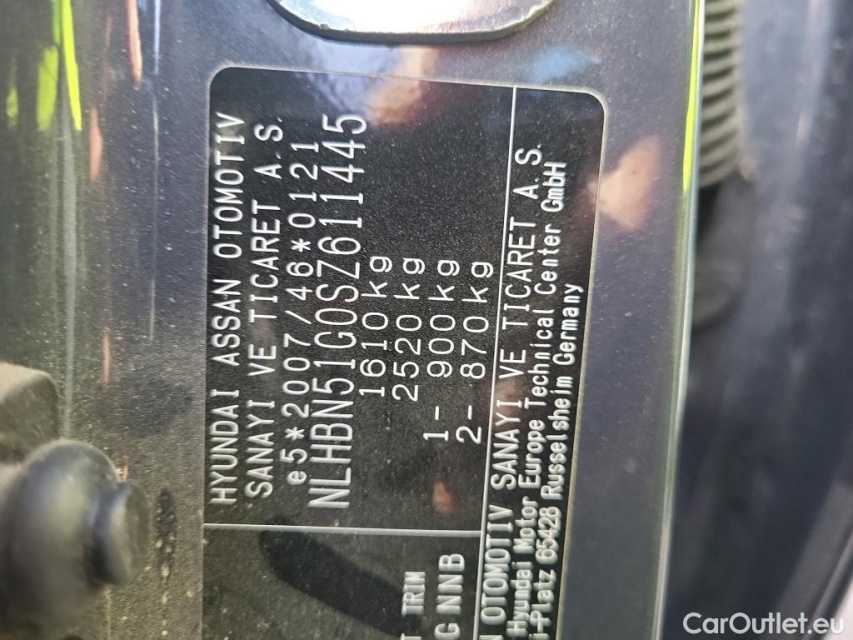 HYUNDAI ASSAN OTOMOTIV
SANAYI VE TICARET A.S.
e5*2007/46*0121
NLHBN51G0SZ611445
1610 kg
2520 kg
1- 900 kg
2- 870 kg
TRIM
G NNB
OTOMOTIV SANAYI VE TICARET A.S.
Hyundai Motor Europe Technical Center GmbH
-Platz 65428 Russelsheim Germany
CarOutlet.eu